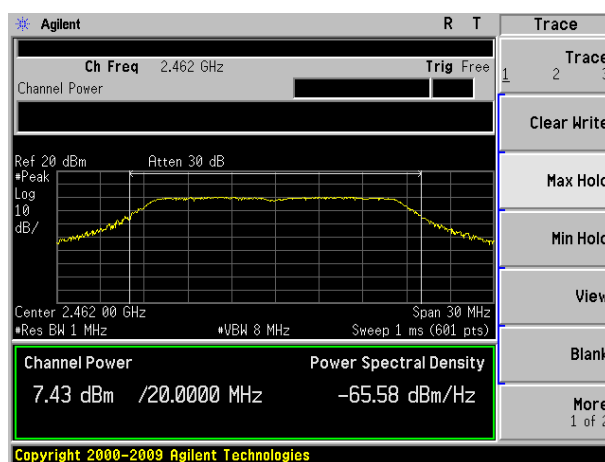 Agilent R T Trace
Ch Freq 2.462 GHz Trig Free
Channel Power
Trace
1 2 3
Clear Write
Max Hold
Min Hold
View
Blank
More
1 of 2
Ref 20 dBm Atten 30 dB
#Peak
Log
10
dB/
Center 2.462 00 GHz Span 30 MHz
#Res BW 1 MHz #VBW 8 MHz Sweep 1 ms (601 pts)
Channel Power Power Spectral Density
7.43 dBm /20.0000 MHz -65.58 dBm/Hz
Copyright 2000-2009 Agilent Technologies